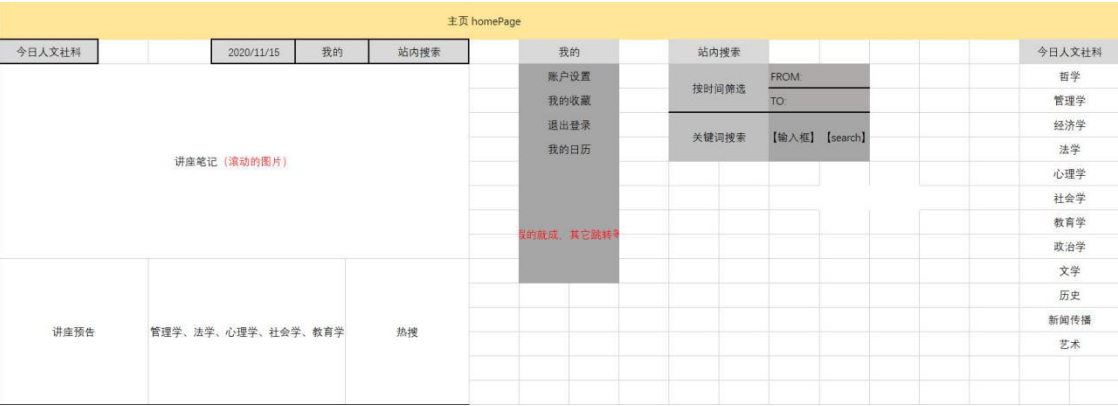 主页 homePage
今日人文社科 2020/11/15 我的 站内搜索 我的 站内搜索 今日人文社科
账户设置
我的收藏
退出登录
我的日历
按时间筛选
FROM:
TO:
关键词搜索 【输入框】【search】
哲学
管理学
经济学
法学
心理学
社会学
教育学
政治学
文学
历史
新闻传播
艺术
讲座笔记（滚动的图片）
的就成，其它跳转
讲座预告 管理学、法学、心理学、社会学、教育学 热搜